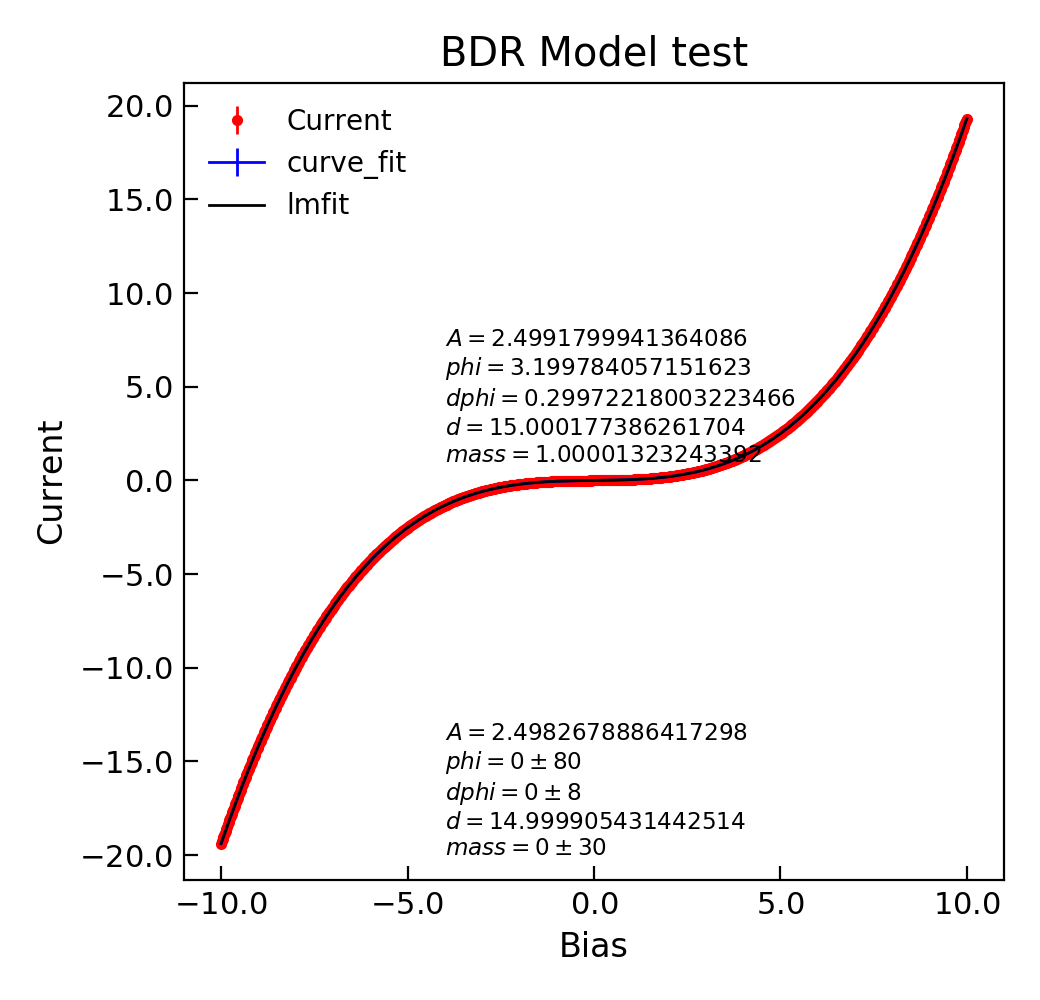 BDR Model test
Current
curve_fit
lmfit
20.0
15.0
10.0
5.0
0.0
−5.0
−10.0
−15.0
−20.0
Current
A = 2.4991799941364086
phi = 3.199784057151623
dphi = 0.29972218003223466
d = 15.000177386261704
mass = 1.00001323243392
A = 2.4982678886417298
phi = 0 ± 80
dphi = 0 ± 8
d = 14.999905431442514
mass = 0 ± 30
−10.0 −5.0 0.0 5.0 10.0
Bias